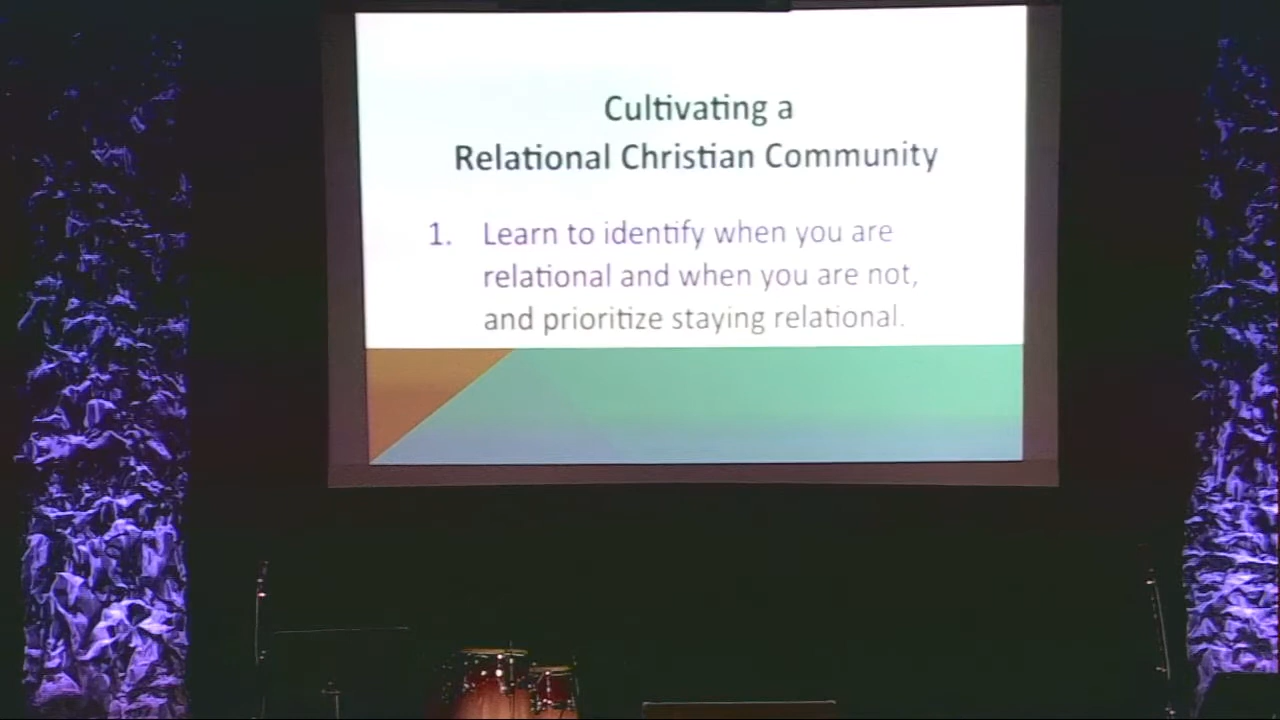 Cultivating a
Relational Christian Community
1. Learn to identify when you are
relational and when you are not,
and prioritize staying relational.